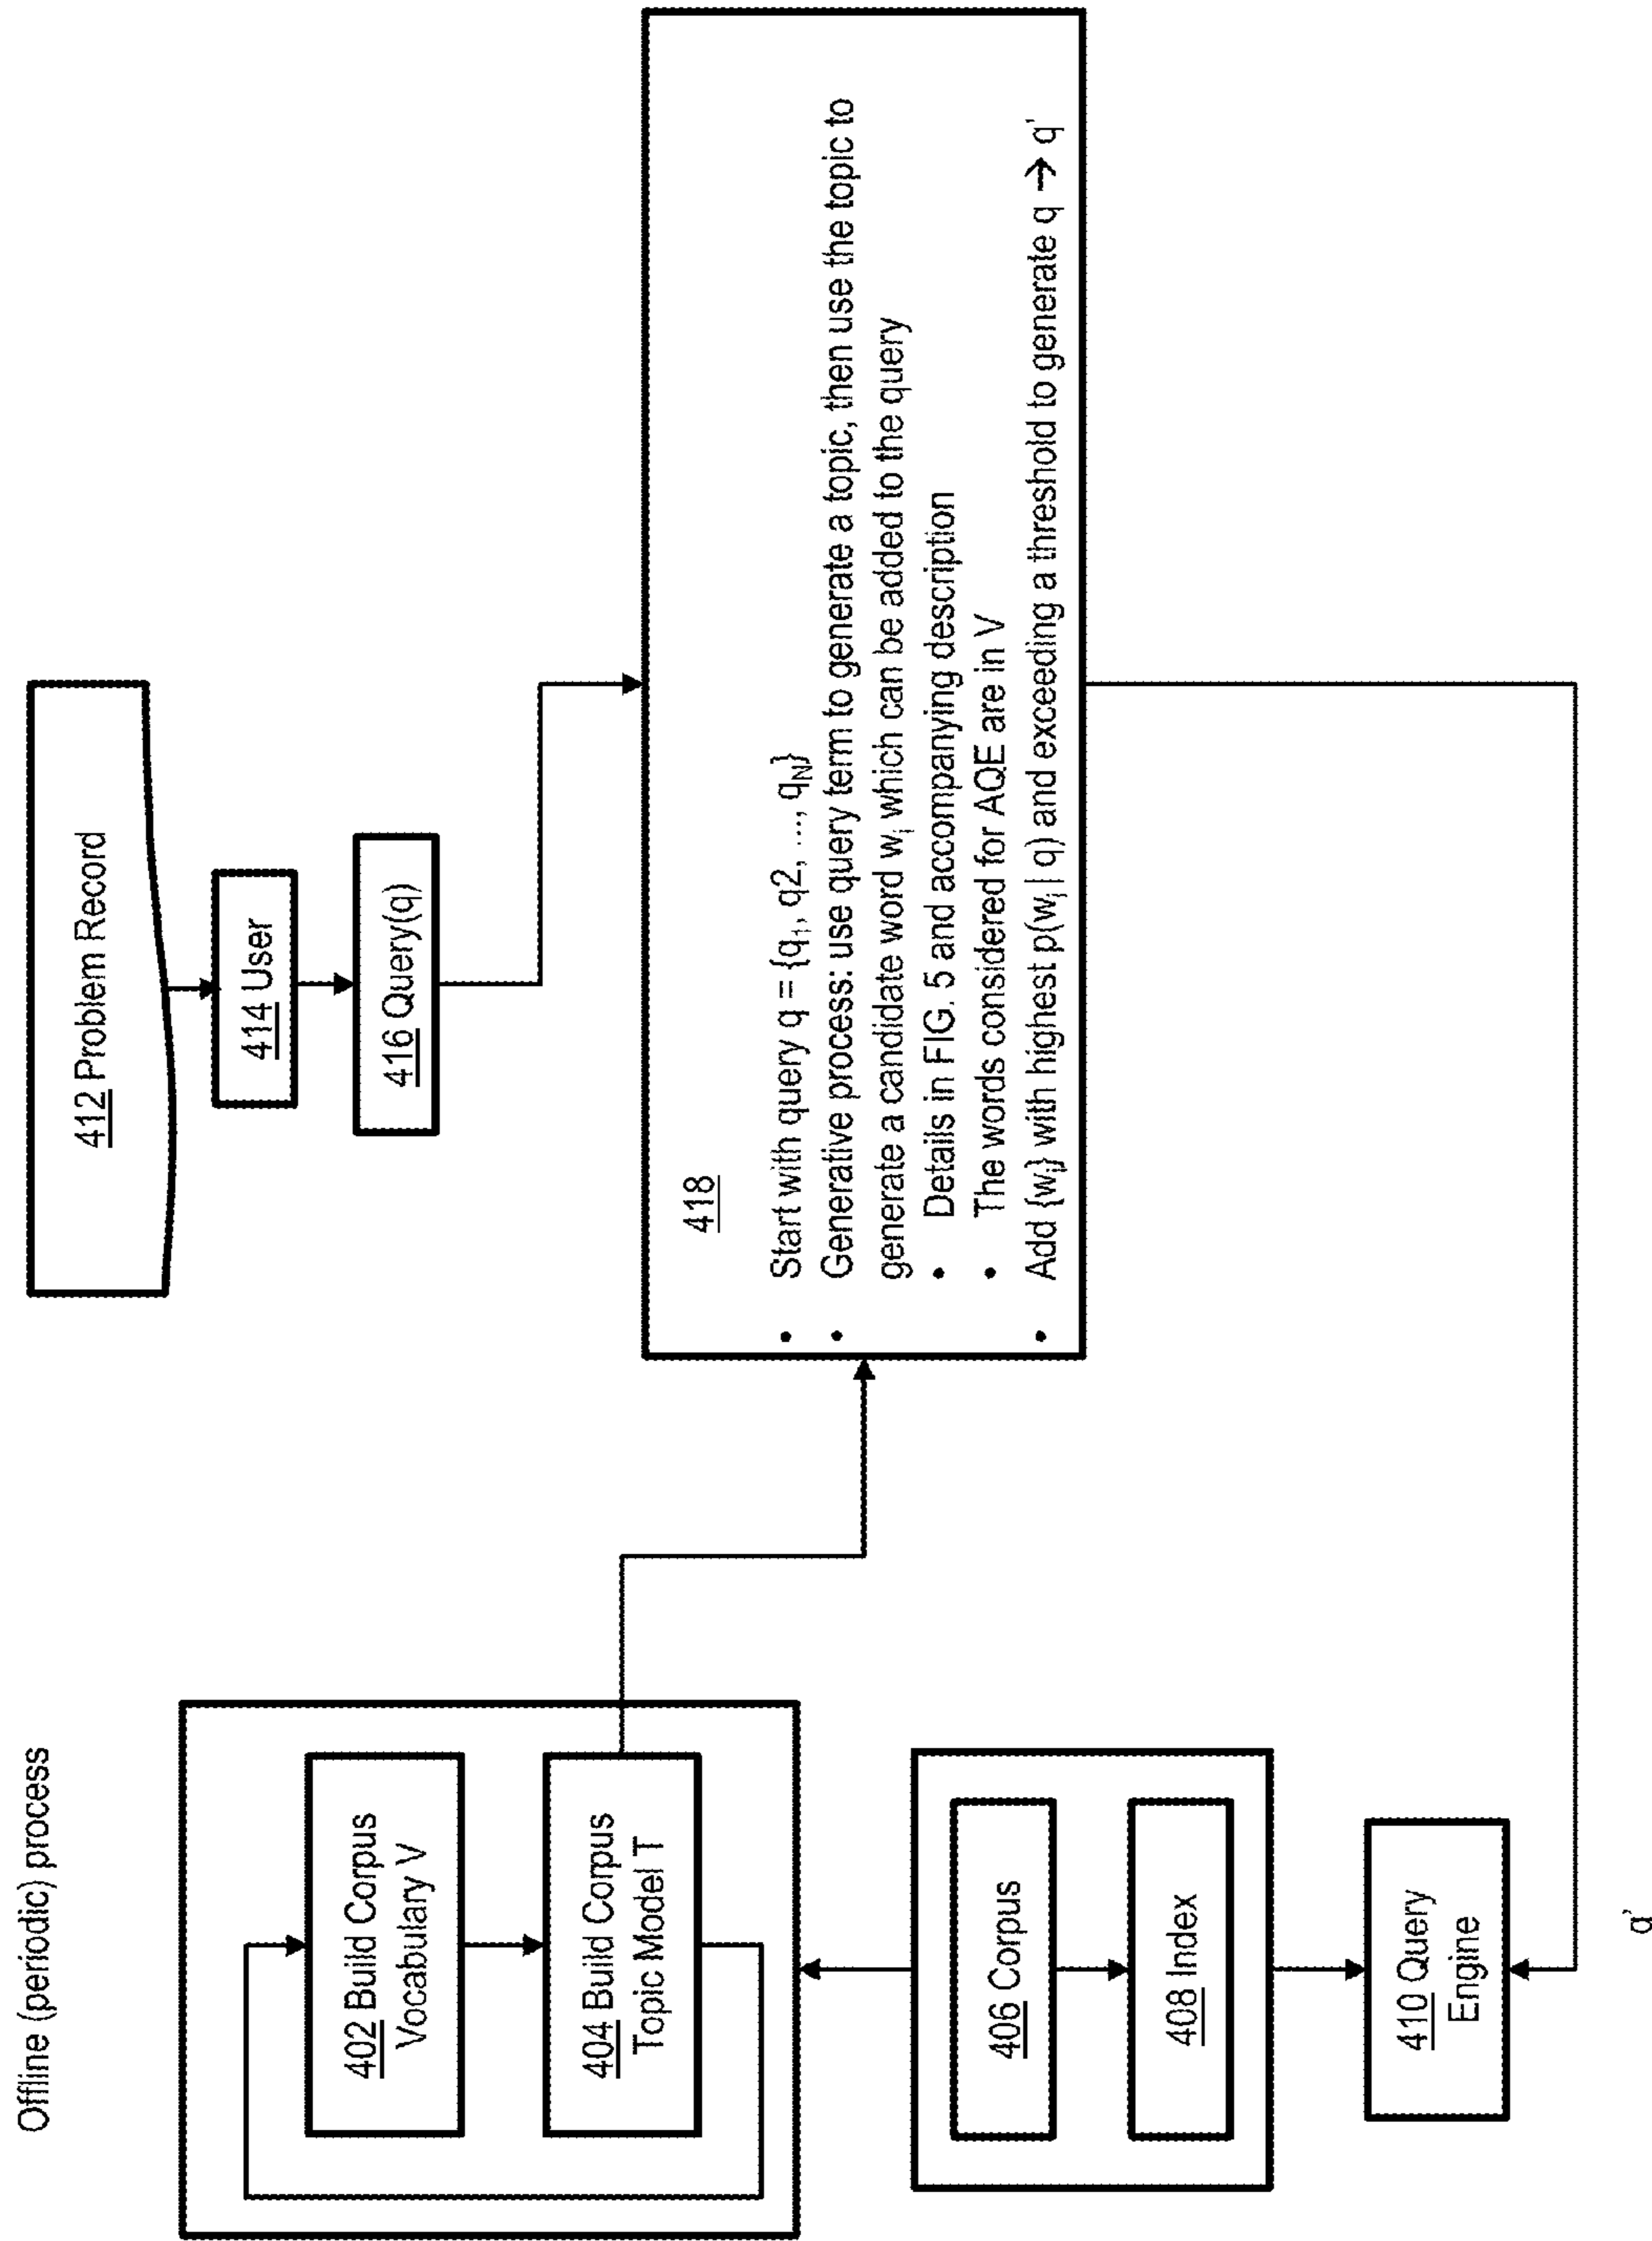 Offline (periodic) process
402 Build Corpus
Vocabulary V
404 Build Corpus
Topic Model T
406 Corpus
408 Index
410 Query
Engine
412 Problem Record
414 User
416 Query(q)
418
• Start with query q = {q₁, q2, ..., q_N}
• Generative process: use query term to generate a topic, then use the topic to
generate a candidate word wᵢ which can be added to the query
• Details in FIG. 5 and accompanying description
• The words considered for AQE are in V
• Add {wᵢ} with highest p(wᵢ | q) and exceeding a threshold to generate q → q'
q'